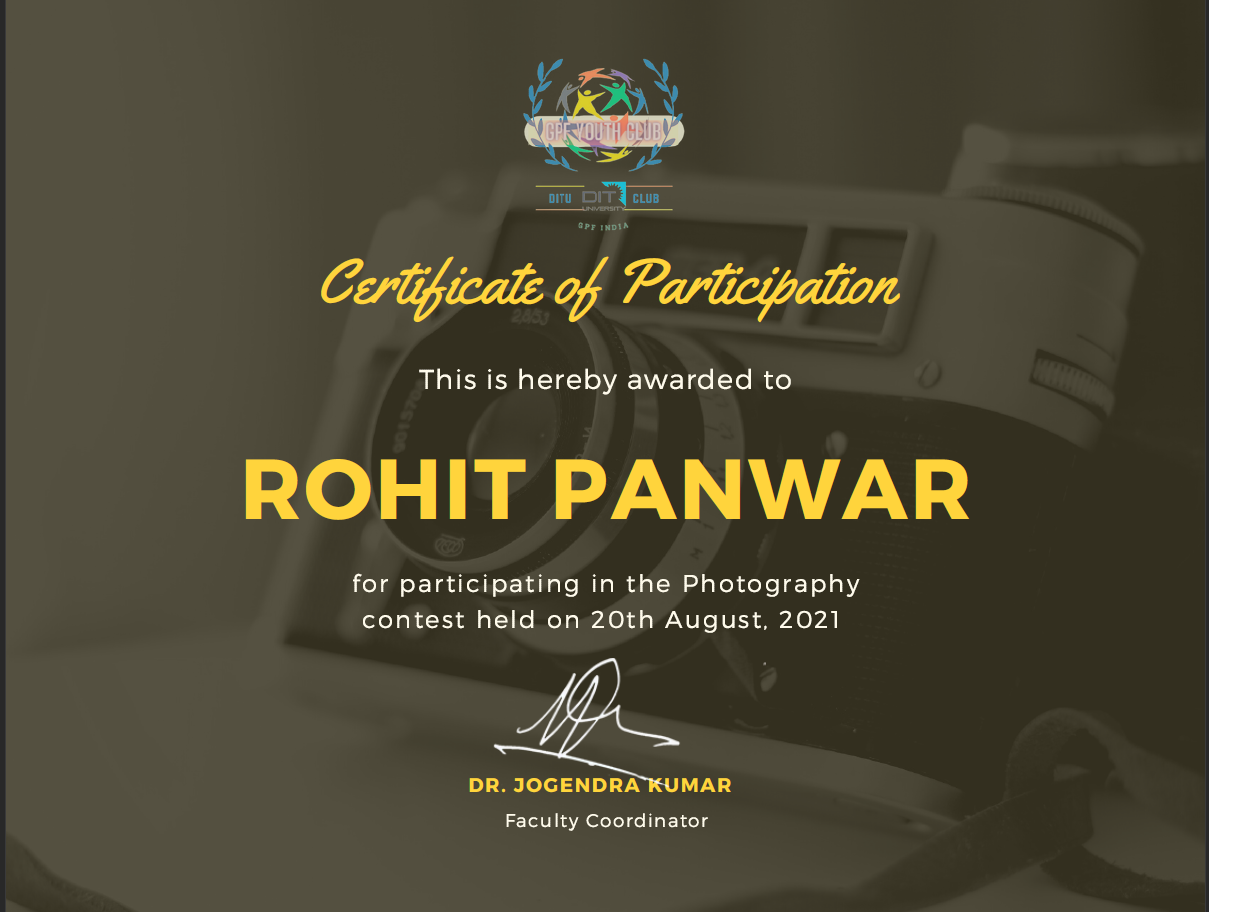 GPF YOUTH CLUB
DITU DIT CLUB
UNIVERSITY
GPF INDIA
Certificate of Participation
This is hereby awarded to
ROHIT PANWAR
for participating in the Photography
contest held on 20th August, 2021
DR. JOGENDRA KUMAR
Faculty Coordinator